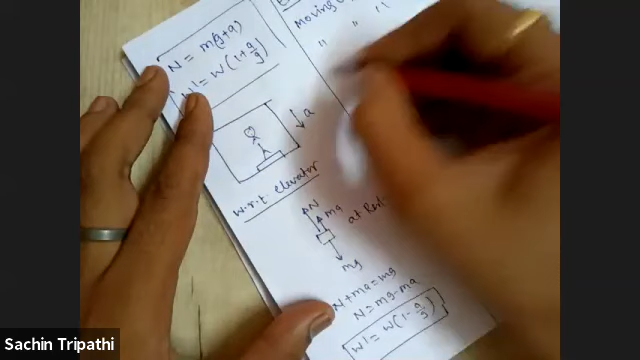 N = m(g+a)
W' = W(1+a/g)
a
w.r.t. elevator
N
ma
at Rest
mg
N+ma=mg
N=mg-ma
W' = W(1-a/g)
Moving
" " "
Sachin Tripathi